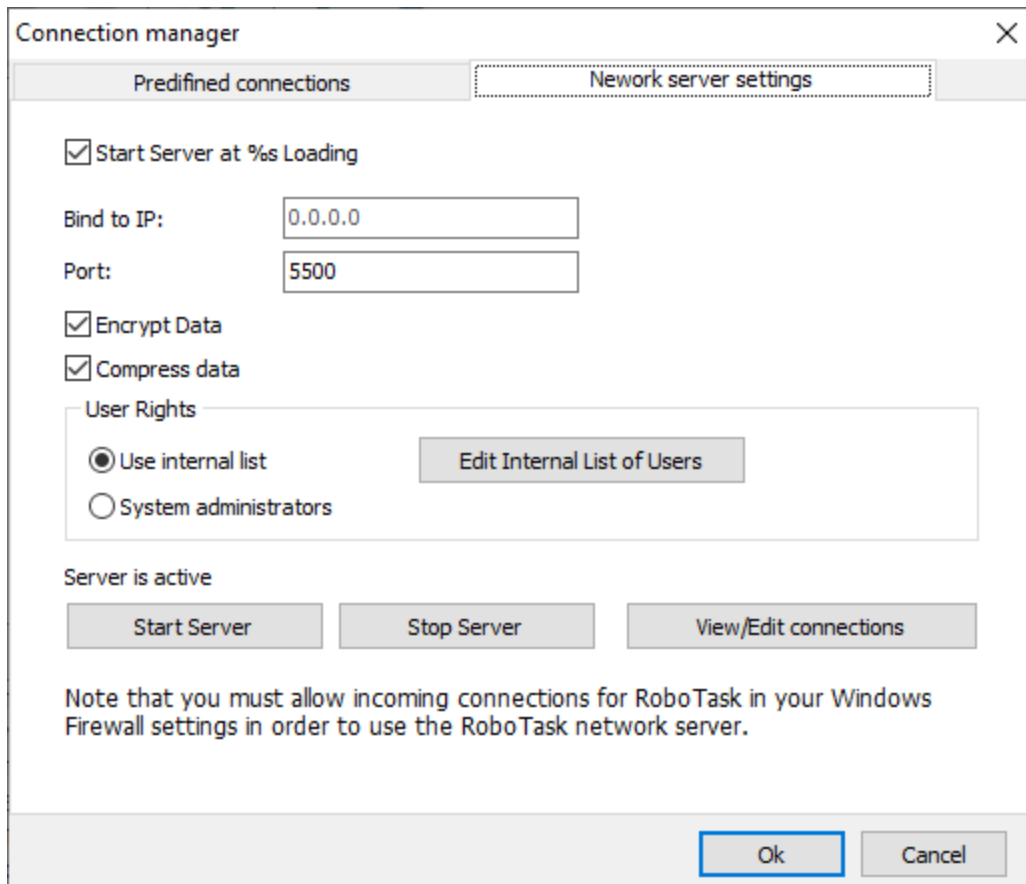 Connection manager
Predifined connections
Nework server settings
Start Server at %s Loading
Bind to IP: 0.0.0.0
Port: 5500
Encrypt Data
Compress data
User Rights
Use internal list Edit Internal List of Users
System administrators
Server is active
Start Server Stop Server View/Edit connections
Note that you must allow incoming connections for RoboTask in your Windows
Firewall settings in order to use the RoboTask network server.
Ok Cancel